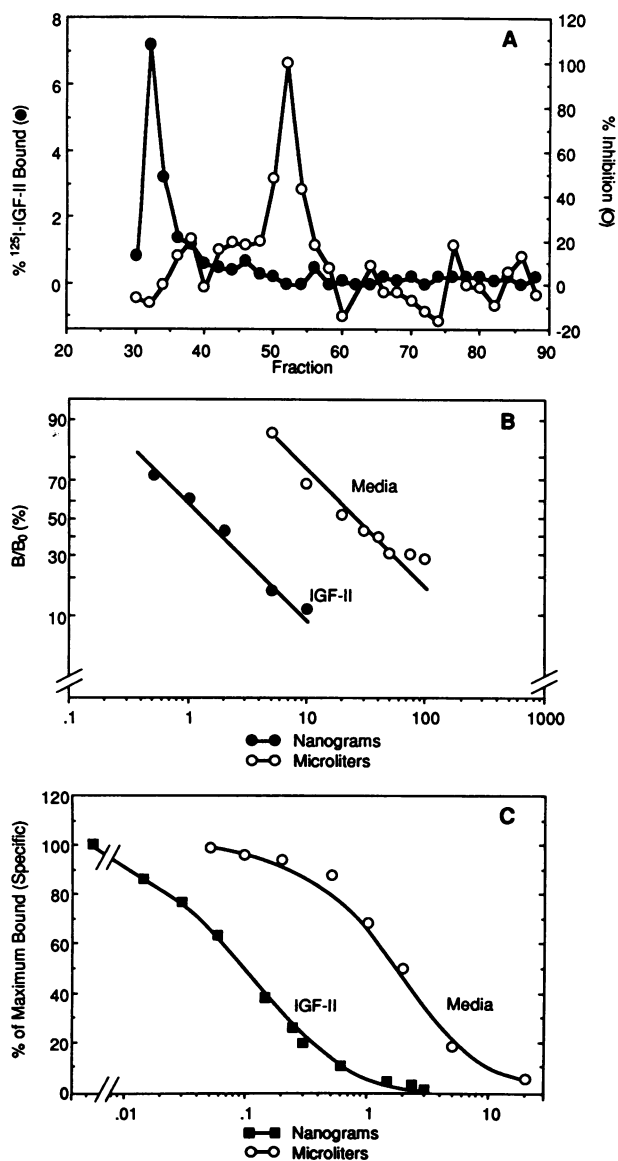 A
8
6
4
2
0
% 125I-IGF-II Bound (●)
120
100
80
60
40
20
0
-20
% Inhibition (O)
20 30 40 50 60 70 80 90
Fraction
B
90
70
50
30
10
B/B0 (%)
Media
IGF-II
.1 1 10 100 1000
Nanograms
Microliters
C
120
100
80
60
40
20
0
% of Maximum Bound (Specific)
IGF-II
Media
.01 .1 1 10
Nanograms
Microliters